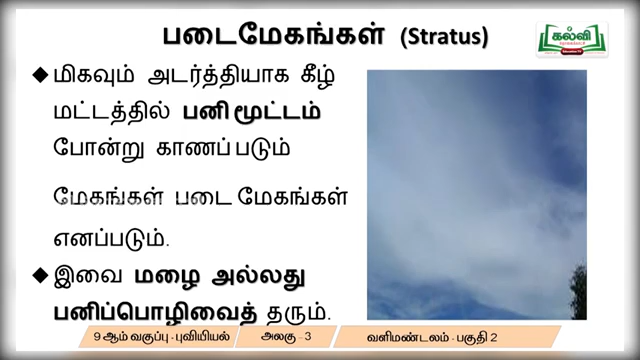 படைமேகங்கள் (Stratus)
கல்வி
மிகவும் அடர்த்தியாக கீழ்
மட்டத்தில் பனி மூட்டம்
போன்று காணப் படும்
மேகங்கள் படை மேகங்கள்
எனப்படும்.
இவை மழை அல்லது
பனிப்பொழிவைத் தரும்.
9 ஆம் வகுப்பு - புவியியல் அலகு - 3 வளிமண்டலம் - பகுதி 2